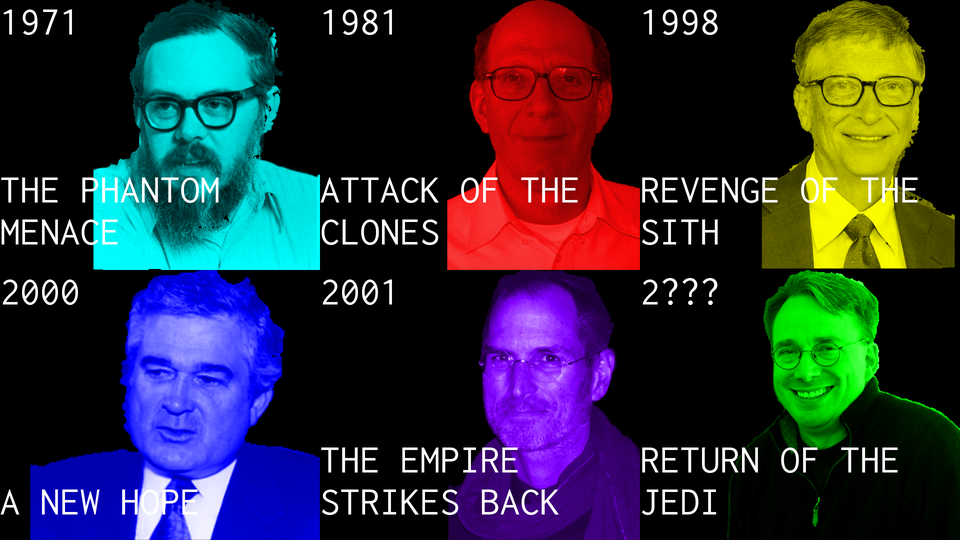 1971
THE PHANTOM
MENACE
1981
ATTACK OF THE
CLONES
1998
REVENGE OF THE
SITH
2000
A NEW HOPE
2001
THE EMPIRE
STRIKES BACK
2???
RETURN OF THE
JEDI